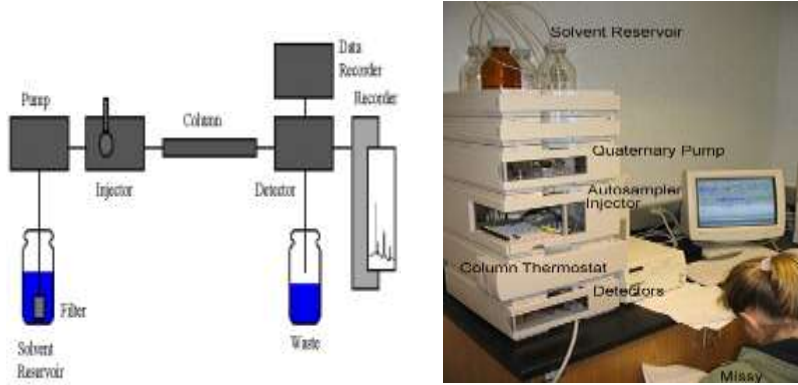 Data
Recorder
Pump
Recorder
Column
Injector
Detector
Filter
Solvent
Reservoir
Waste
Solvent Reservoir
Quaternary Pump
Autosampler
Injector
Column Thermostat
Detectors
Missy